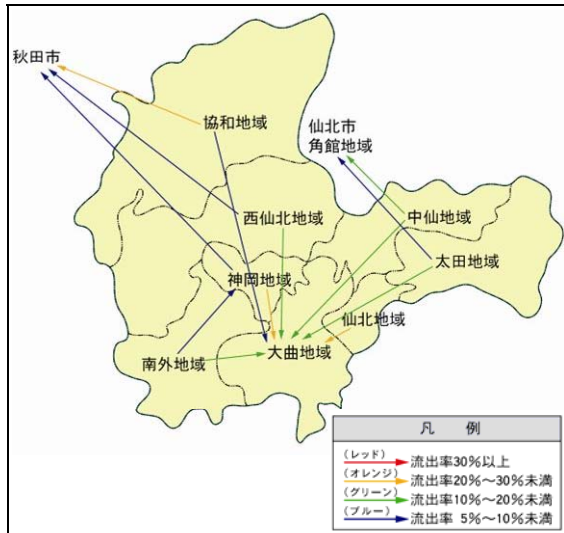 秋田市
協和地域
仙北市
角館地域
西仙北地域
中仙地域
太田地域
神岡地域
仙北地域
南外地域
大曲地域
凡 例
(レッド)
流出率30%以上
(オレンジ)
流出率20%～30%未満
(グリーン)
流出率10%～20%未満
(ブルー)
流出率 5%～10%未満